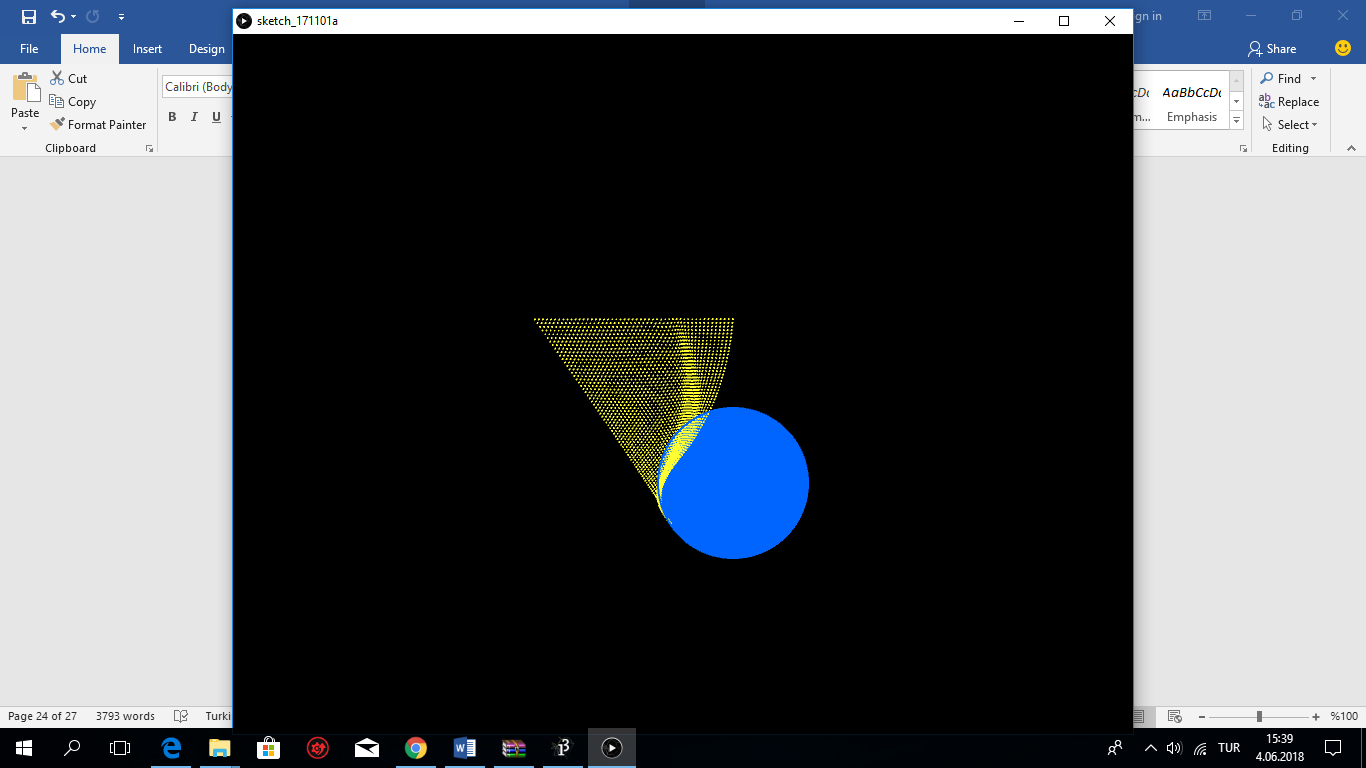 sketch_171101a
gn in
File
Home
Insert
Design
Share
Cut
Copy
Format Painter
Paste
Clipboard
Calibri (Body
B I U
AaBbCcDc
m...
Emphasis
Find
Replace
Select
Editing
Page 24 of 27
3793 words
Turki
%100
TUR
15:39
4.06.2018